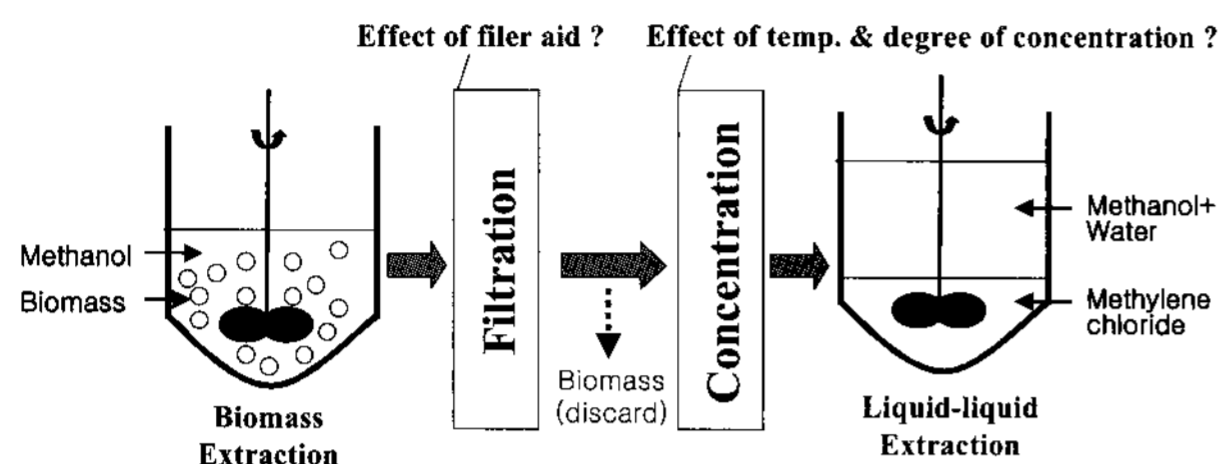 Effect of filer aid ?
Effect of temp. & degree of concentration ?
Methanol
Biomass
Biomass
Extraction
Filtration
Biomass
(discard)
Concentration
Methanol+
Water
Methylene
chloride
Liquid-liquid
Extraction